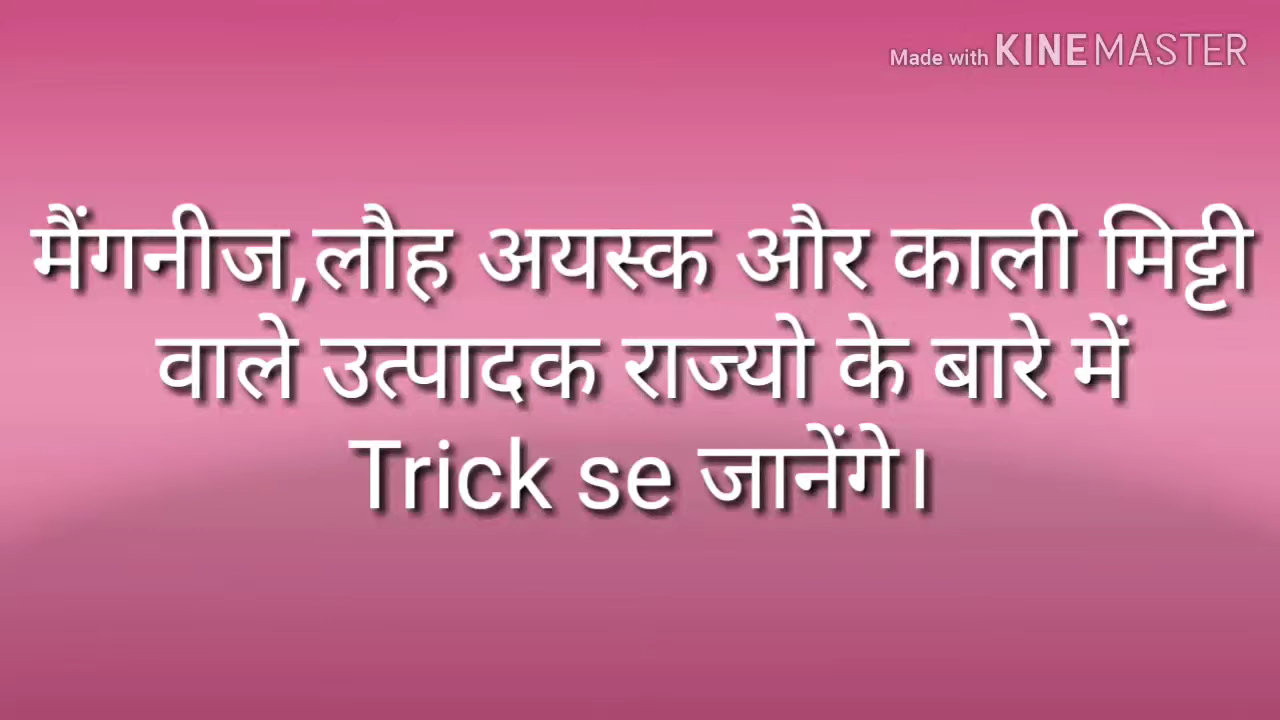 Made with KINEMASTER
मैंगनीज,लौह अयस्क और काली मिट्टी
वाले उत्पादक राज्यो के बारे में
Trick se जानेंगे।